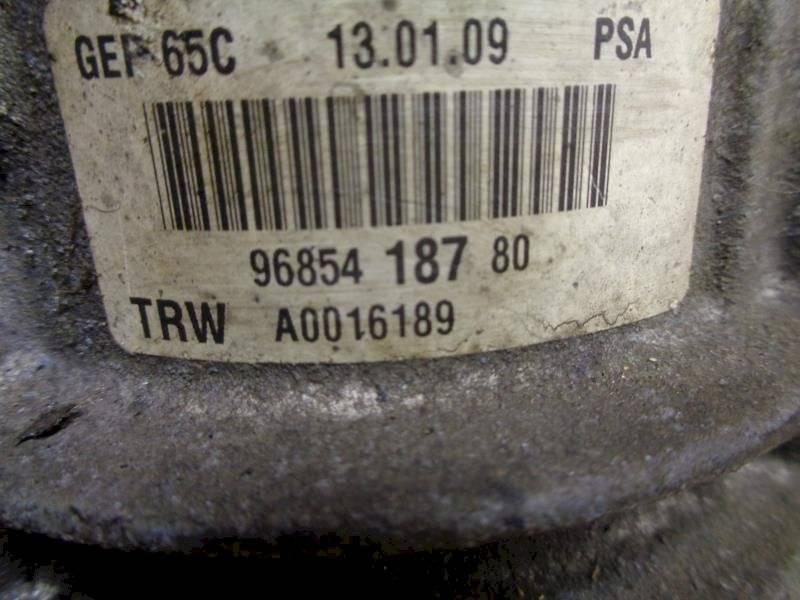 GEP 65C 13.01.09 PSA
96854 187 80
TRW A0016189